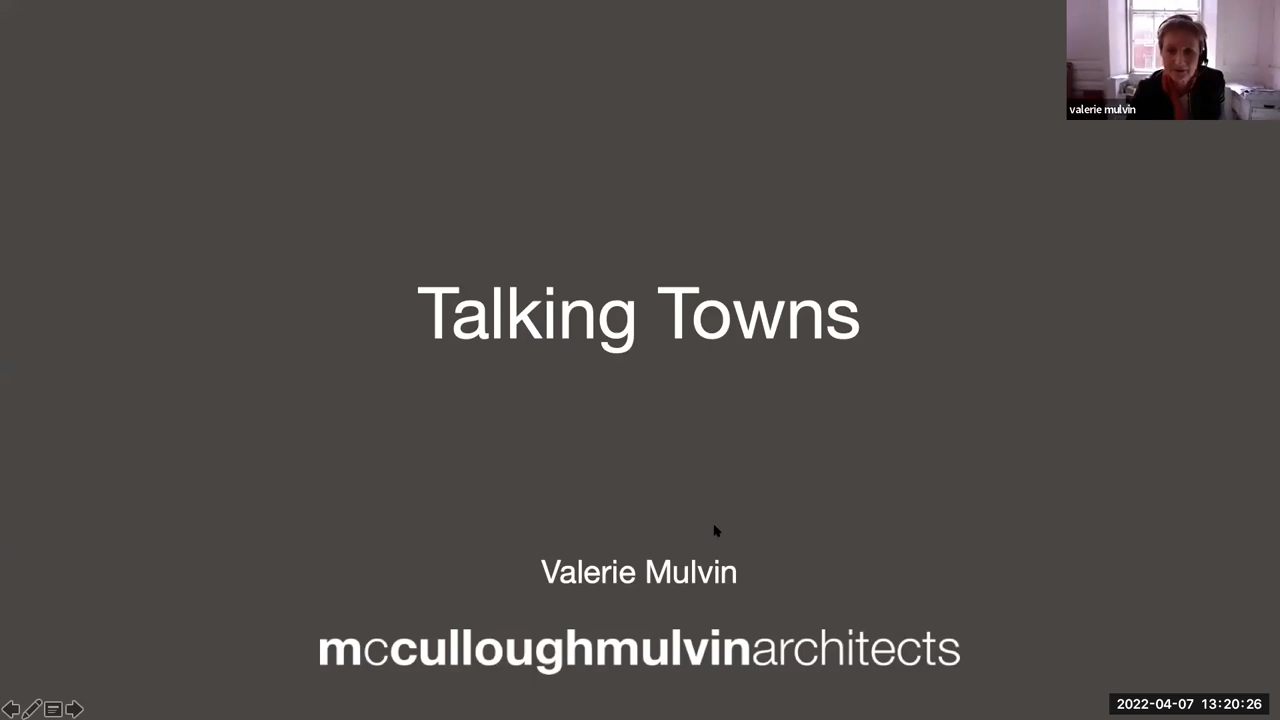 valerie mulvin
Talking Towns
Valerie Mulvin
mcculloughmulvinarchitects
2022-04-07 13:20:26